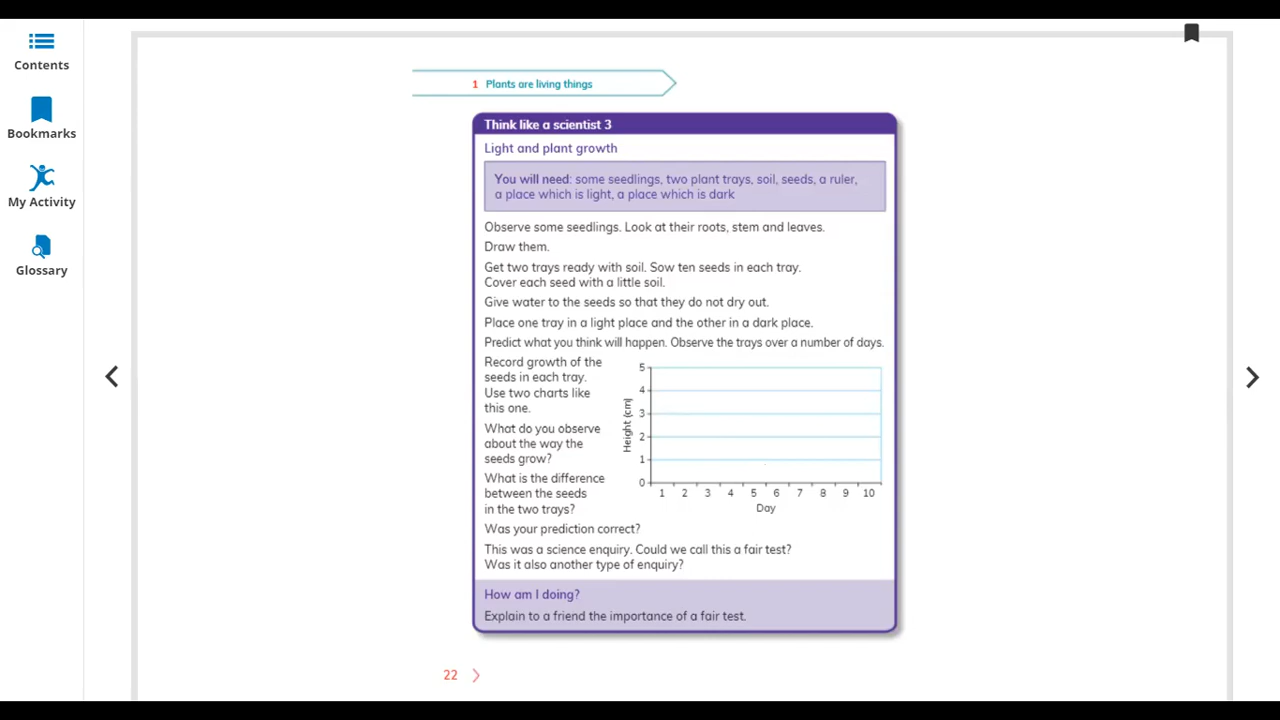 Contents
Bookmarks
My Activity
Glossary
1 Plants are living things
Think like a scientist 3
Light and plant growth
You will need: some seedlings, two plant trays, soil, seeds, a ruler,
a place which is light, a place which is dark
Observe some seedlings. Look at their roots, stem and leaves.
Draw them.
Get two trays ready with soil. Sow ten seeds in each tray.
Cover each seed with a little soil.
Give water to the seeds so that they do not dry out.
Place one tray in a light place and the other in a dark place.
Predict what you think will happen. Observe the trays over a number of days.
Record growth of the
seeds in each tray.
Use two charts like
this one.
What do you observe
about the way the
seeds grow?
What is the difference
between the seeds
in the two trays?
Height (cm)
5
4
3
2
1
0
1 2 3 4 5 6 7 8 9 10
Day
Was your prediction correct?
This was a science enquiry. Could we call this a fair test?
Was it also another type of enquiry?
How am I doing?
Explain to a friend the importance of a fair test.
22